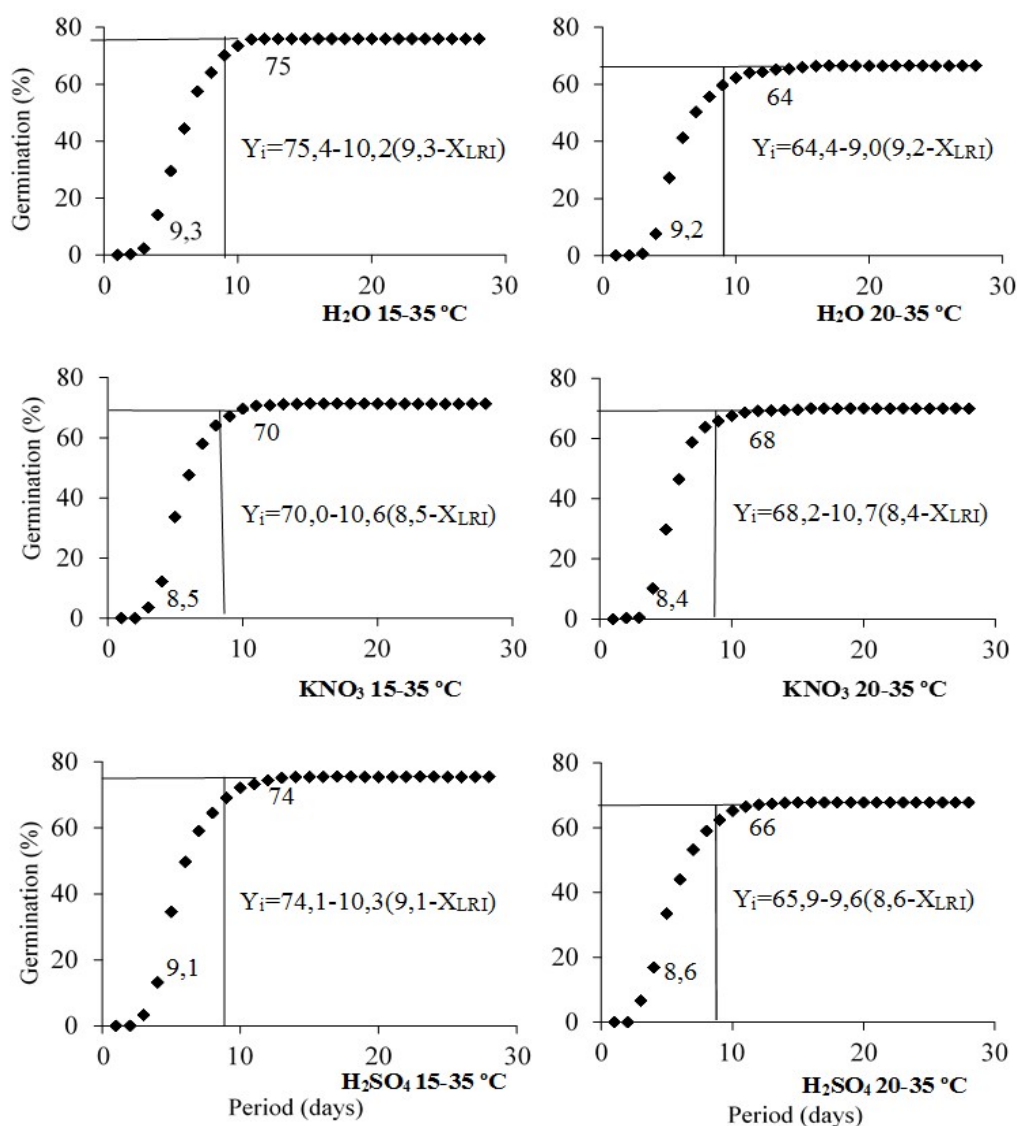 Germination (%)
80
60
40
20
0
75
Yi=75,4-10,2(9,3-XLRI)
9,3
0 10 20 30
H₂O 15-35 ºC
80
60
40
20
0
64
Yi=64,4-9,0(9,2-XLRI)
9,2
0 10 20 30
H₂O 20-35 ºC
Germination (%)
80
60
40
20
0
70
Yi=70,0-10,6(8,5-XLRI)
8,5
0 10 20 30
KNO₃ 15-35 ºC
80
60
40
20
0
68
Yi=68,2-10,7(8,4-XLRI)
8,4
0 10 20 30
KNO₃ 20-35 ºC
Germination (%)
80
60
40
20
0
74
Yi=74,1-10,3(9,1-XLRI)
9,1
0 10 20 30
H₂SO₄ 15-35 ºC
Period (days)
80
60
40
20
0
66
Yi=65,9-9,6(8,6-XLRI)
8,6
0 10 20 30
H₂SO₄ 20-35 ºC
Period (days)